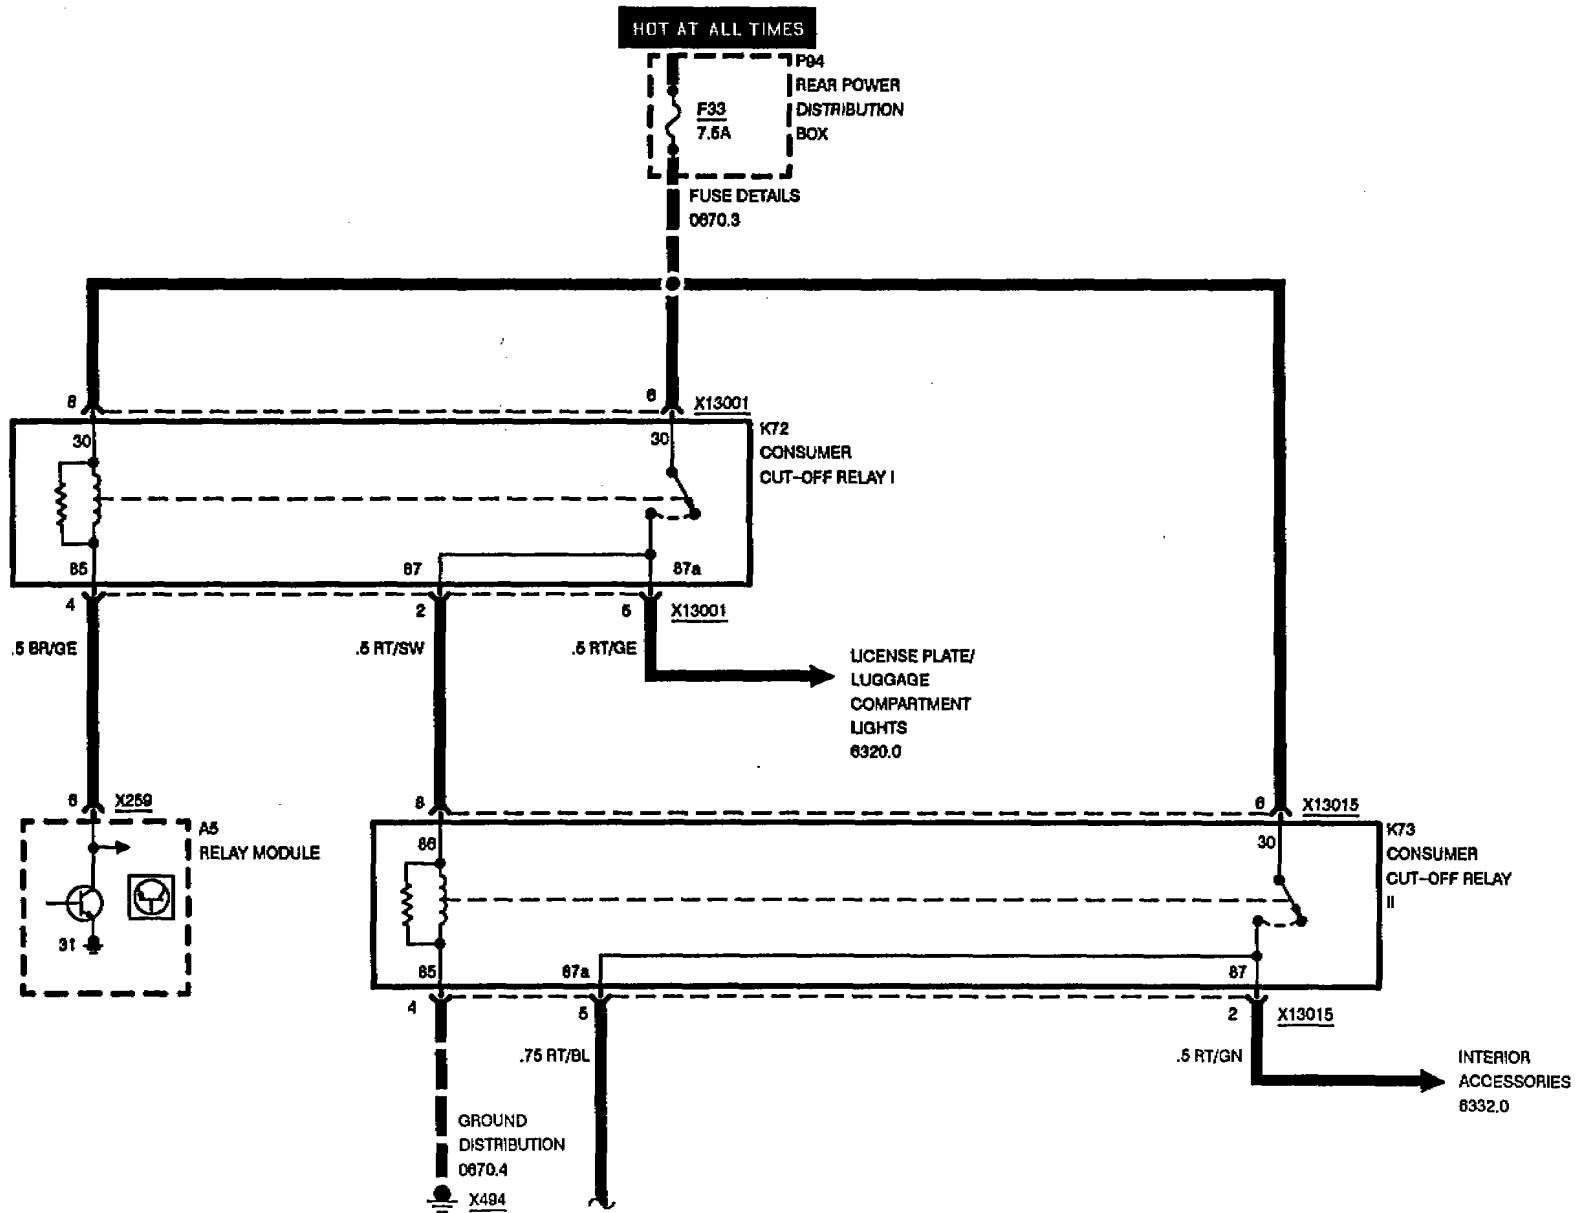 HOT AT ALL TIMES
P94
REAR POWER
DISTRIBUTION
BOX
F33
7.5A
FUSE DETAILS
0670.3
8
6
X13001
30
30
K72
CONSUMER
CUT-OFF RELAY I
85
87
87a
4
2
5
X13001
.5 BR/GE
.5 RT/SW
.5 RT/GE
LICENSE PLATE/
LUGGAGE
COMPARTMENT
LIGHTS
6320.0
6
X259
8
6
X13015
A5
RELAY MODULE
31
86
30
K73
CONSUMER
CUT-OFF RELAY
II
85
87a
87
4
5
2
X13015
.75 RT/BL
.5 RT/GN
INTERIOR
ACCESSORIES
6332.0
GROUND
DISTRIBUTION
0670.4
X494